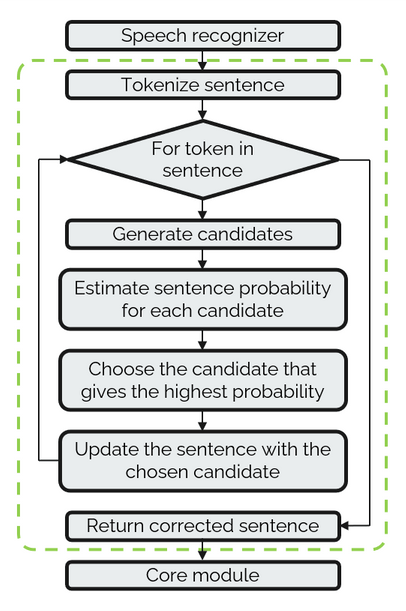 Speech recognizer
Tokenize sentence
For token in
sentence
Generate candidates
Estimate sentence probability
for each candidate
Choose the candidate that
gives the highest probability
Update the sentence with the
chosen candidate
Return corrected sentence
Core module